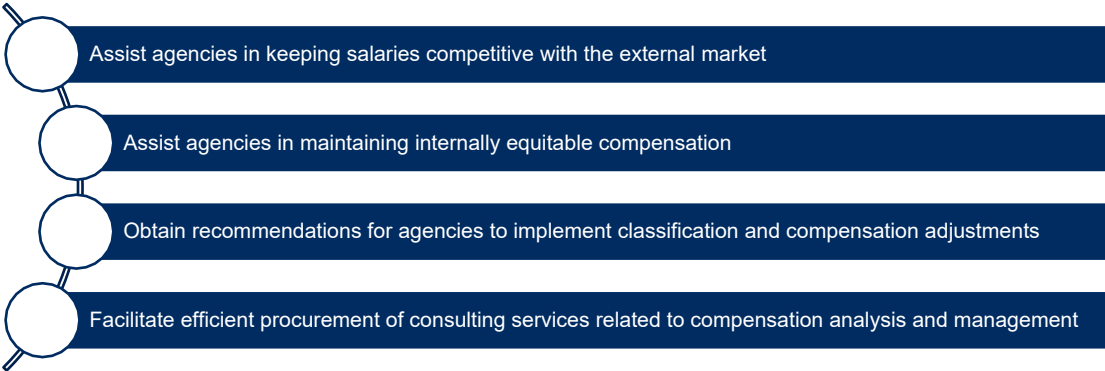 Assist agencies in keeping salaries competitive with the external market
Assist agencies in maintaining internally equitable compensation
Obtain recommendations for agencies to implement classification and compensation adjustments
Facilitate efficient procurement of consulting services related to compensation analysis and management